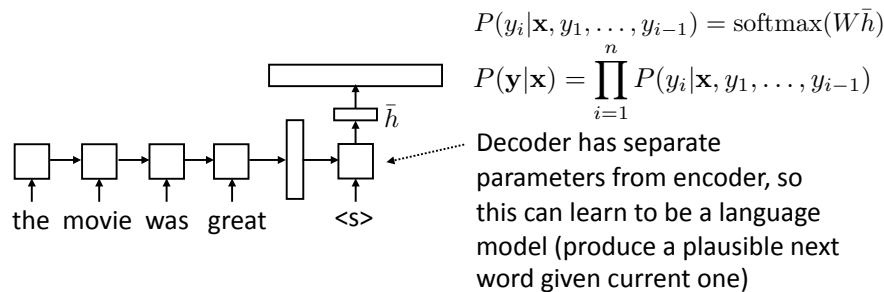 P(y_i|x, y_1, . . . , y_{i−1}) = softmax(Wh̄)
P(y|x) = ∏_{i=1}^{n} P(y_i|x, y_1, . . . , y_{i−1})
h̄
Decoder has separate
parameters from encoder, so
this can learn to be a language
model (produce a plausible next
word given current one)
the movie was great <s>